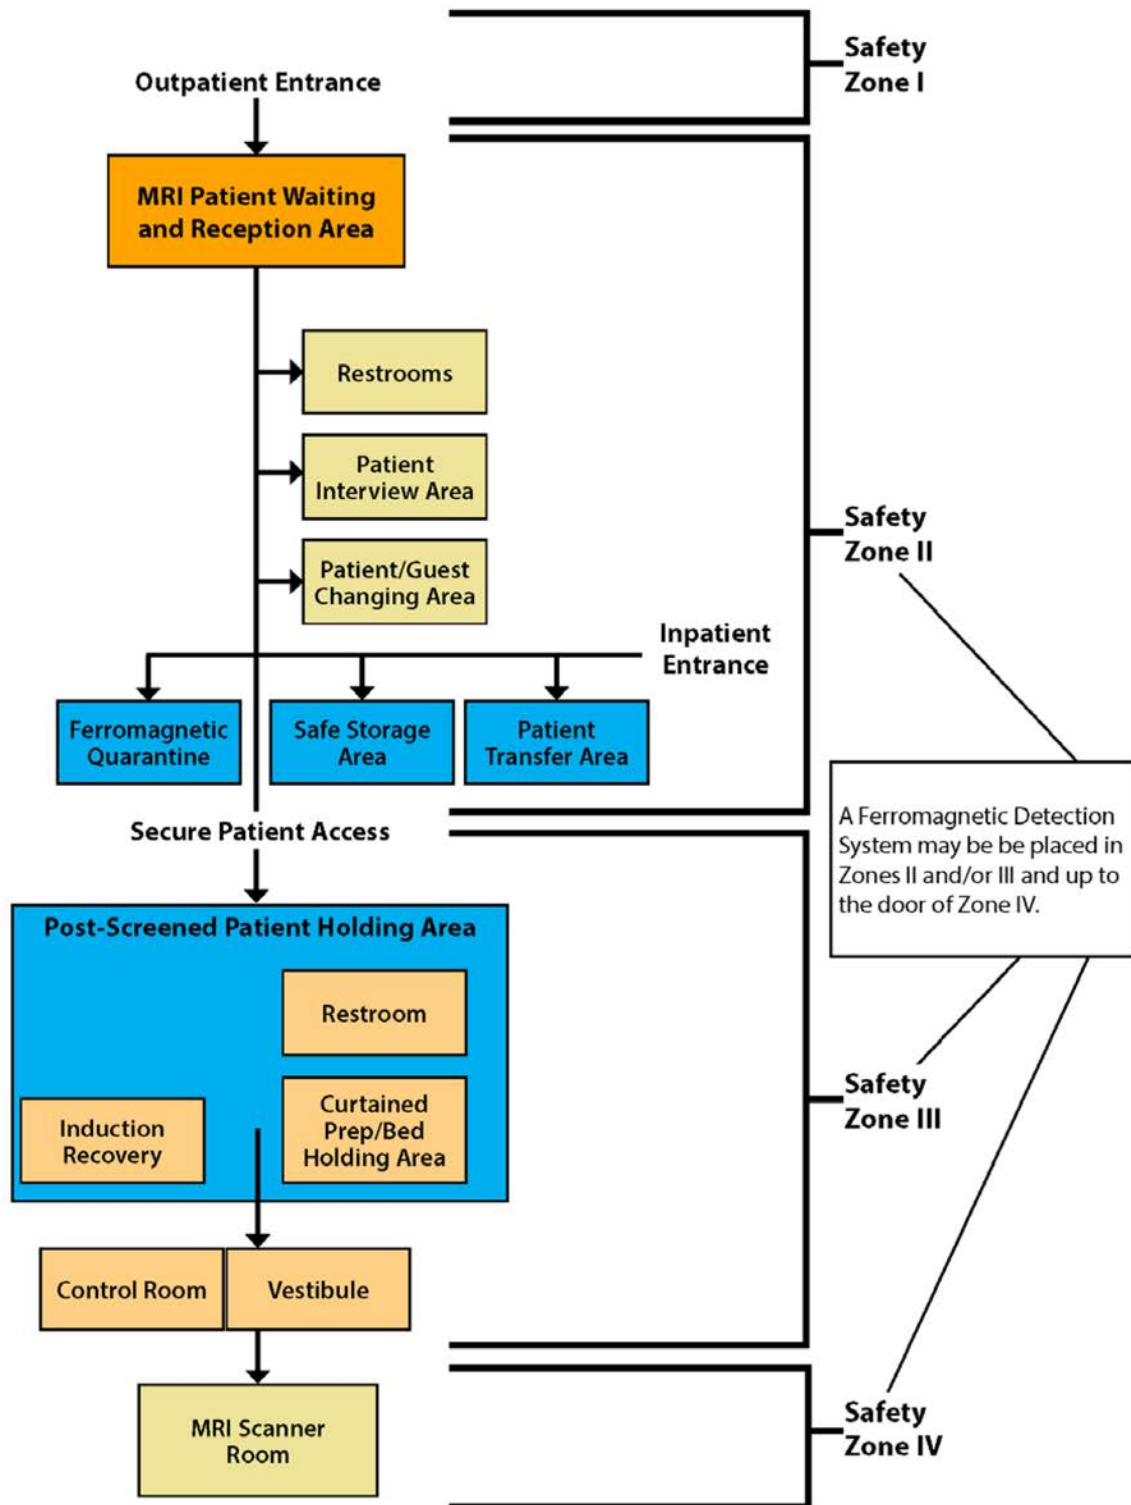 Safety
Zone I
Outpatient Entrance
MRI Patient Waiting
and Reception Area
Restrooms
Patient
Interview Area
Safety
Zone II
Patient/Guest
Changing Area
Inpatient
Entrance
Ferromagnetic
Quarantine
Safe Storage
Area
Patient
Transfer Area
A Ferromagnetic Detection
System may be be placed in
Zones II and/or III and up to
the door of Zone IV.
Secure Patient Access
Post-Screened Patient Holding Area
Restroom
Induction
Recovery
Curtained
Prep/Bed
Holding Area
Safety
Zone III
Control Room
Vestibule
MRI Scanner
Room
Safety
Zone IV